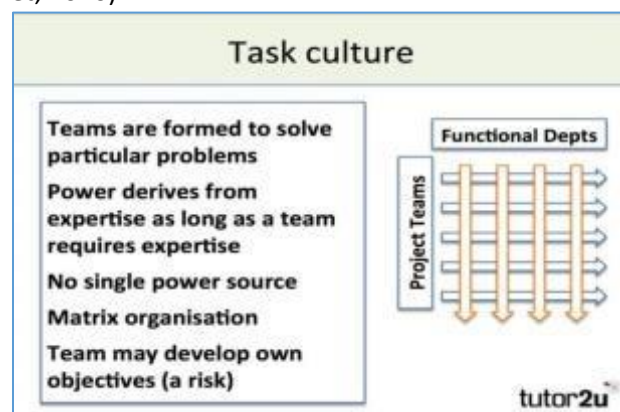 Task culture
Teams are formed to solve
particular problems
Power derives from
expertise as long as a team
requires expertise
No single power source
Matrix organisation
Team may develop own
objectives (a risk)
Functional Depts
Project Teams
tutor2u